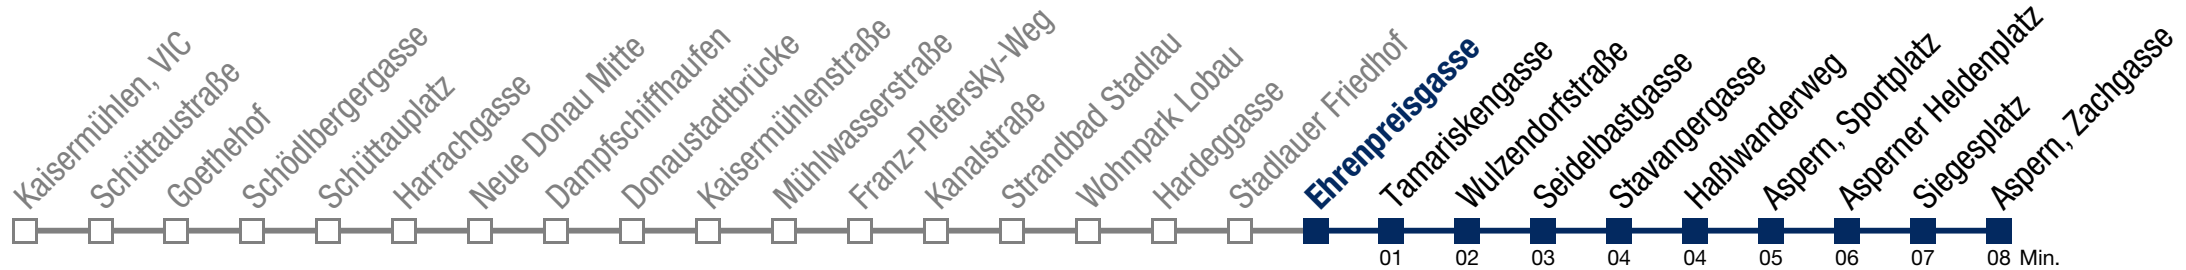 Kaisermühlen, VIC
Schüttaustraße
Goethehof
Schödlbergergasse
Schüttauplatz
Harrachgasse
Neue Donau Mitte
Dampfschiffhaufen
Donaustadtbrücke
Kaisermühlenstraße
Mühlwasserstraße
Franz-Pletersky-Weg
Kanalstraße
Strandbad Stadlau
Wohnpark Lobau
Hardeggasse
Stadlauer Friedhof
Ehrenpreisgasse
Tamariskengasse
Wulzendorfstraße
Seidelbastgasse
Stavangergasse
Haßlwanderweg
Aspern, Sportplatz
Asperner Heldenplatz
Siegesplatz
Aspern, Zachgasse
01 02 03 04 04 05 06 07 08 Min.